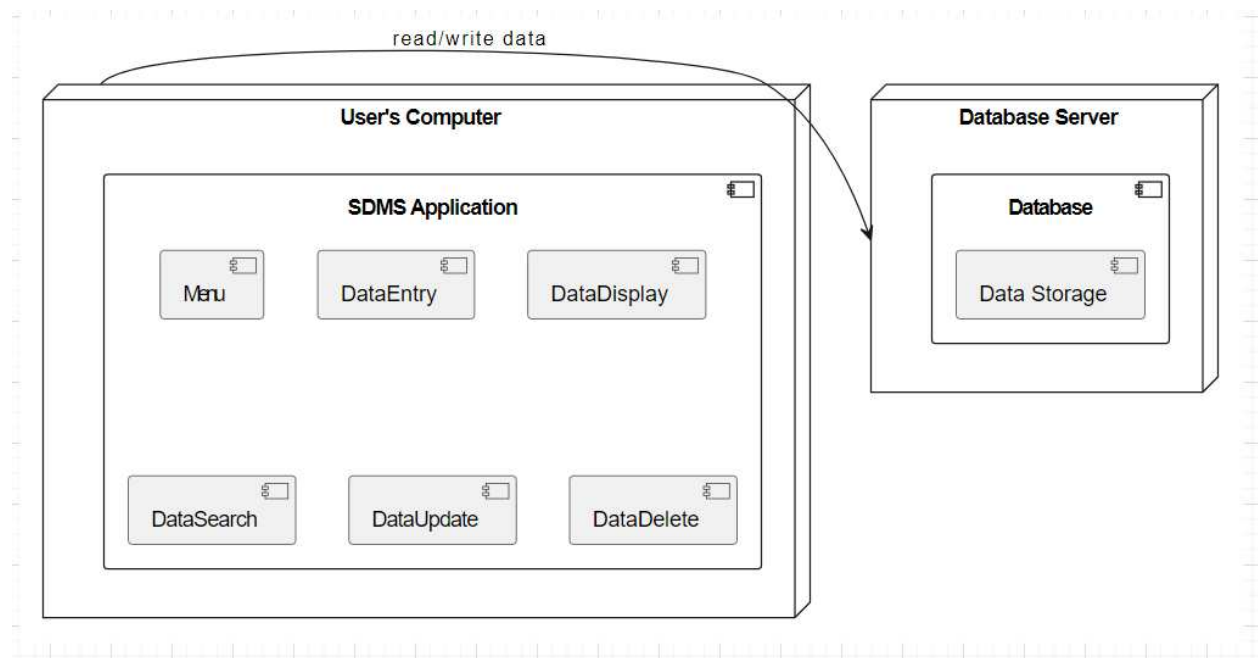 read/write data
User's Computer
Database Server
SDMS Application
Database
Menu
DataEntry
DataDisplay
Data Storage
DataSearch
DataUpdate
DataDelete